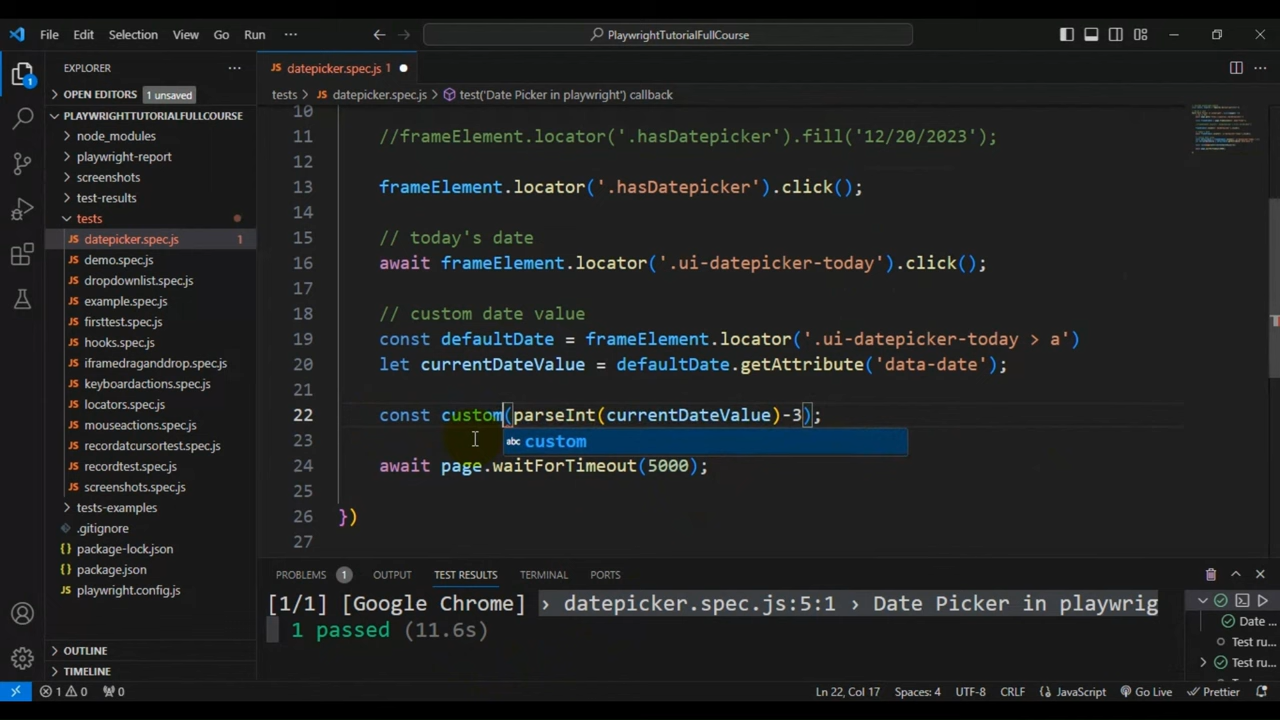 File Edit Selection View Go Run ···
PlaywrightTutorialFullCourse
EXPLORER ···
datepicker.spec.js 1
OPEN EDITORS 1 unsaved
tests > datepicker.spec.js > test('Date Picker in playwright') callback
PLAYWRIGHTTUTORIALFULLCOURSE
node_modules
playwright-report
screenshots
test-results
tests
datepicker.spec.js 1
demo.spec.js
dropdownlist.spec.js
example.spec.js
firsttest.spec.js
hooks.spec.js
iframedraganddrop.spec.js
keyboardactions.spec.js
locators.spec.js
mouseactions.spec.js
recordatcursortest.spec.js
recordtest.spec.js
screenshots.spec.js
tests-examples
.gitignore
package-lock.json
package.json
playwright.config.js
OUTLINE
TIMELINE
10
11 //frameElement.locator('.hasDatepicker').fill('12/20/2023');
12
13 frameElement.locator('.hasDatepicker').click();
14
15 // today's date
16 await frameElement.locator('.ui-datepicker-today').click();
17
18 // custom date value
19 const defaultDate = frameElement.locator('.ui-datepicker-today > a')
20 let currentDateValue = defaultDate.getAttribute('data-date');
21
22 const custom(parseInt(currentDateValue)-3);
23 abc custom
24 await page.waitForTimeout(5000);
25
26 })
27
PROBLEMS 1 OUTPUT TEST RESULTS TERMINAL PORTS
[1/1] [Google Chrome] › datepicker.spec.js:5:1 › Date Picker in playwrig
1 passed (11.6s)
Date ...
Test ru...
Test ru...
1 0 0 Ln 22, Col 17 Spaces: 4 UTF-8 CRLF JavaScript Go Live Prettier